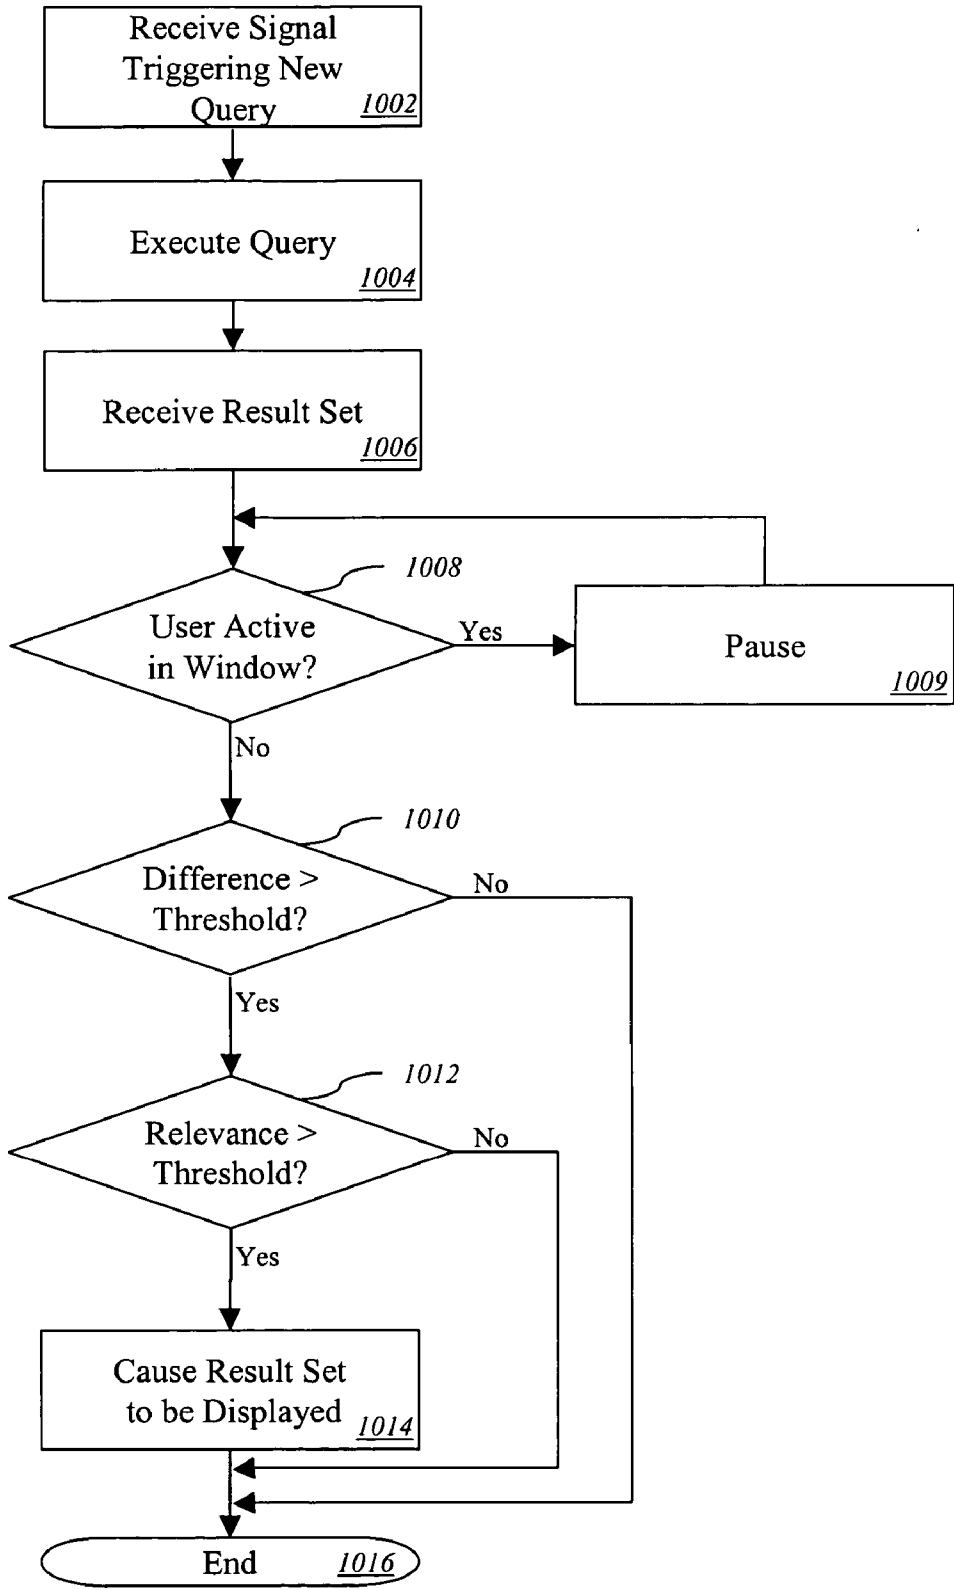 Receive Signal
Triggering New
Query
1002
Execute Query
1004
Receive Result Set
1006
1008
User Active
in Window?
Yes
Pause
1009
No
1010
Difference >
Threshold?
No
Yes
1012
Relevance >
Threshold?
No
Yes
Cause Result Set
to be Displayed
1014
End
1016